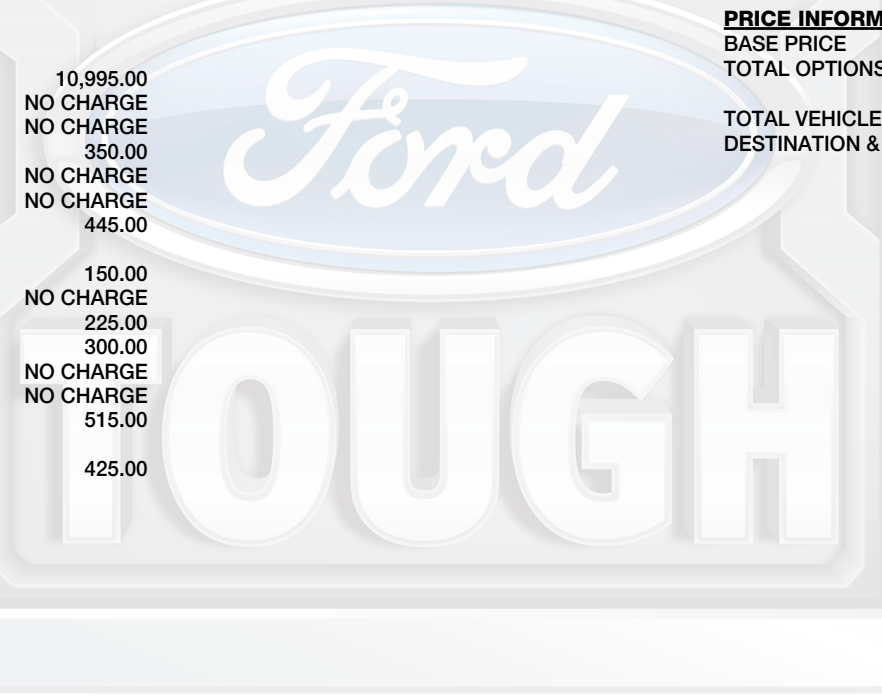 10,995.00
NO CHARGE
NO CHARGE
350.00
NO CHARGE
NO CHARGE
445.00
150.00
NO CHARGE
225.00
300.00
NO CHARGE
NO CHARGE
515.00
425.00
PRICE INFORM
BASE PRICE
TOTAL OPTIONS
TOTAL VEHICLE
DESTINATION &
Ford
TOUGH